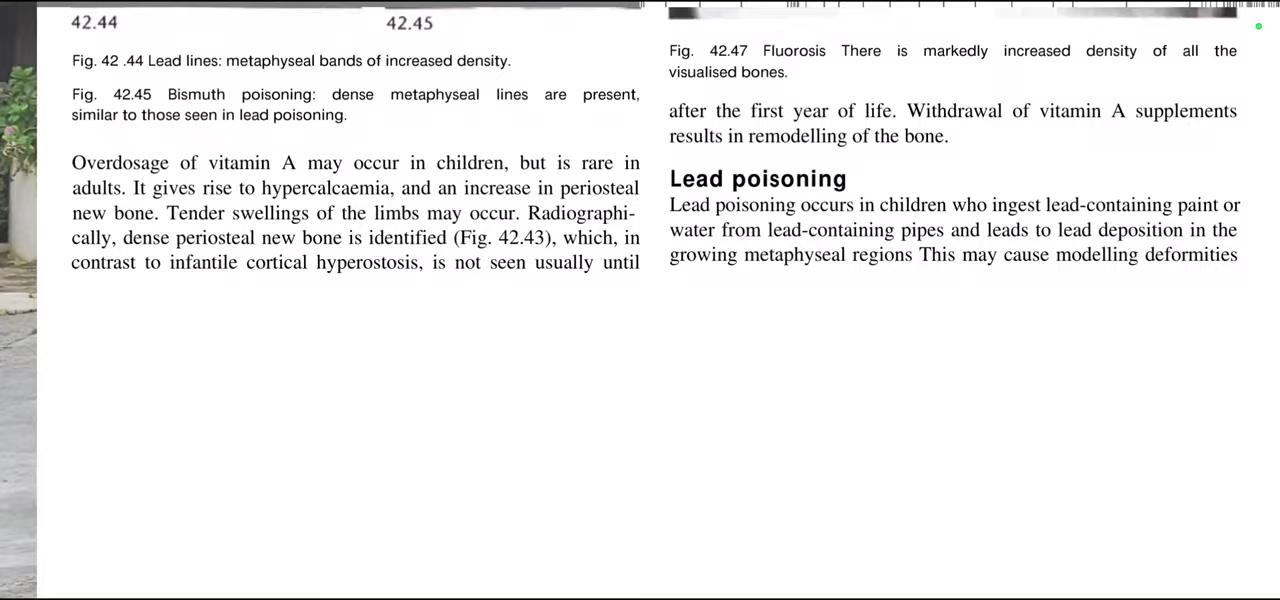 42.44
42.45
Fig. 42 .44 Lead lines: metaphyseal bands of increased density.
Fig. 42.45 Bismuth poisoning: dense metaphyseal lines are present,
similar to those seen in lead poisoning.
Overdosage of vitamin A may occur in children, but is rare in
adults. It gives rise to hypercalcaemia, and an increase in periosteal
new bone. Tender swellings of the limbs may occur. Radiographi-
cally, dense periosteal new bone is identified (Fig. 42.43), which, in
contrast to infantile cortical hyperostosis, is not seen usually until
Fig. 42.47 Fluorosis There is markedly increased density of all the
visualised bones.
after the first year of life. Withdrawal of vitamin A supplements
results in remodelling of the bone.
Lead poisoning
Lead poisoning occurs in children who ingest lead-containing paint or
water from lead-containing pipes and leads to lead deposition in the
growing metaphyseal regions This may cause modelling deformities